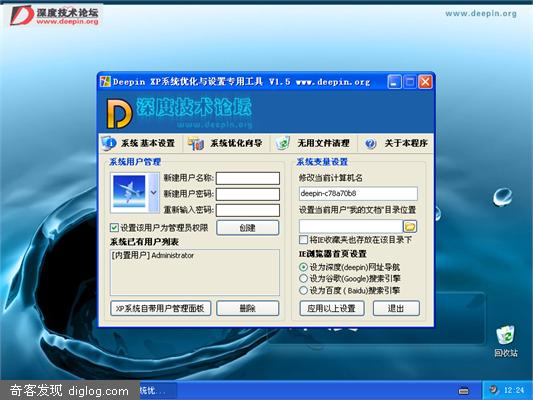 深度技术论坛
www.deepin.org
www.deepin.org
Deepin XP系统优化与设置专用工具 V1.5 www.deepin.org
深度技术论坛
www.deepin.org
系统基本设置 系统优化向导 无用文件清理 关于本程序
系统用户管理
新建用户名称:
新建用户密码:
重新输入密码:
设置该用户为管理员权限 创建
系统已有用户列表
[内置用户] Administrator
XP系统自带用户管理面板 删除
系统变量设置
修改当前计算机名
deepin-c78a70b8
设置当前用户"我的文档"目录位置
将IE收藏夹也存放在该目录下
IE浏览器首页设置
设为深度(deepin)网址导航
设为谷歌(Google)搜索引擎
设为百度(Baidu)搜索引擎
应用以上设置 退出
回收站
奇客发现 diglog.com
统优...
12:24